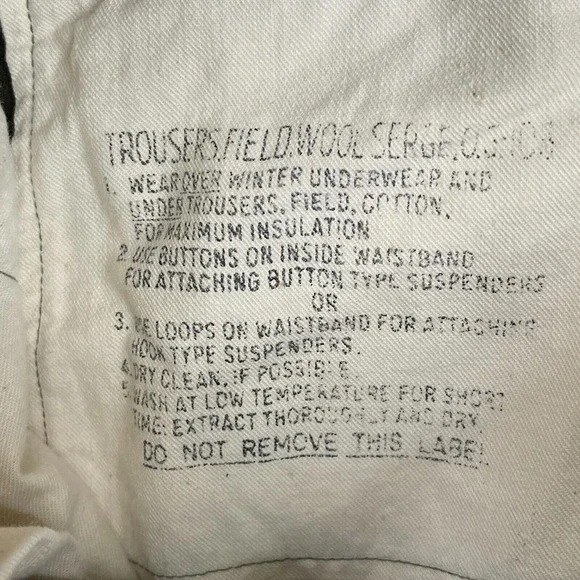 TROUSERS, FIELD, WOOL SERGE, O.G. 108
1. WEAR OVER WINTER UNDERWEAR AND
UNDER TROUSERS, FIELD, COTTON,
FOR MAXIMUM INSULATION
2. USE BUTTONS ON INSIDE WAISTBAND
FOR ATTACHING BUTTON TYPE SUSPENDERS
OR
3. USE LOOPS ON WAISTBAND FOR ATTACHING
HOOK TYPE SUSPENDERS.
4. DRY CLEAN, IF POSSIBLE
5. WASH AT LOW TEMPERATURE FOR SHORT
TIME: EXTRACT THOROUGHLY AND DRY
DO NOT REMOVE THIS LABEL